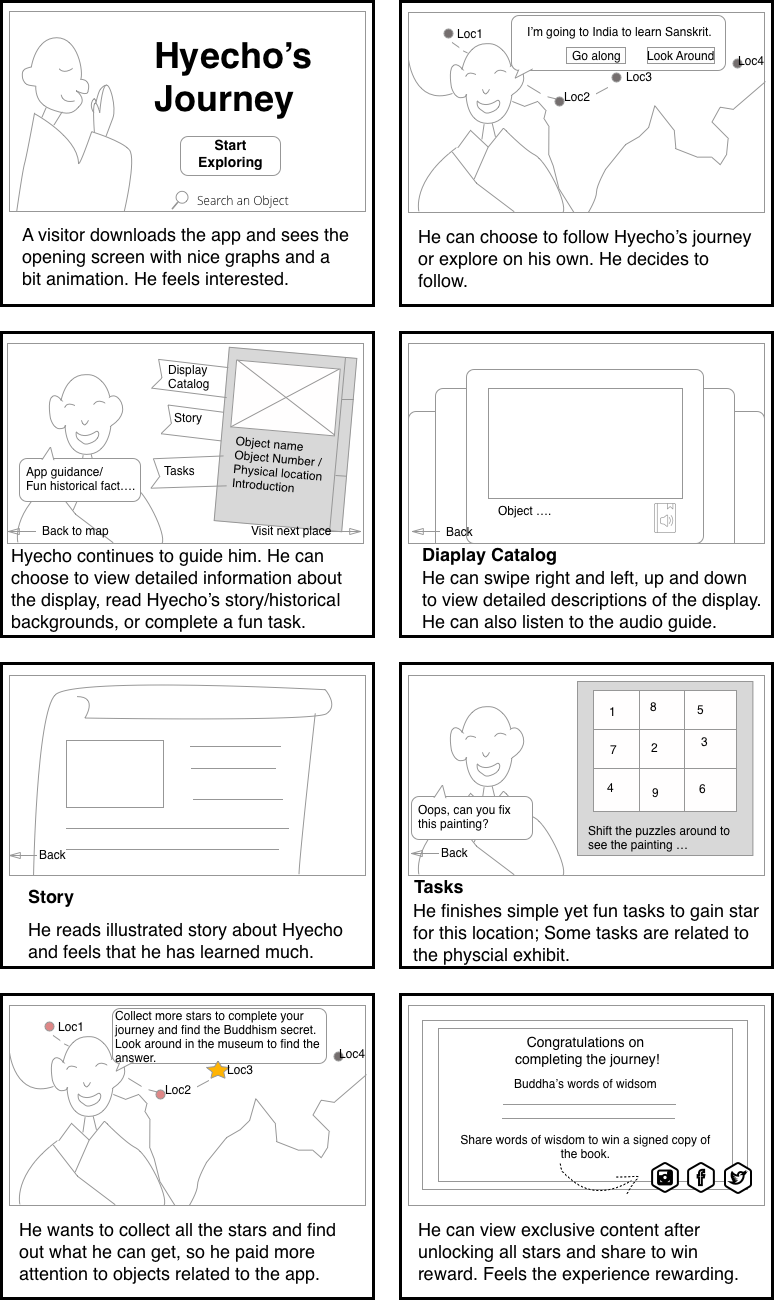 Hyecho’s
Journey
Start
Exploring
Search an Object
A visitor downloads the app and sees the
opening screen with nice graphs and a
bit animation. He feels interested.
I’m going to India to learn Sanskrit.
Go along
Look Around
Loc1
Loc4
Loc3
Loc2
He can choose to follow Hyecho’s journey
or explore on his own. He decides to
follow.
Display
Catalog
Story
Tasks
Object name
Object Number /
Physical location
Introduction
App guidance/
Fun historical fact….
Back to map
Visit next place
Hyecho continues to guide him. He can
choose to view detailed information about
the display, read Hyecho’s story/historical
backgrounds, or complete a fun task.
Object ….
Back
Diaplay Catalog
He can swipe right and left, up and down
to view detailed descriptions of the display.
He can also listen to the audio guide.
Back
Story
He reads illustrated story about Hyecho
and feels that he has learned much.
1 8 5
7 2 3
4 9 6
Oops, can you fix
this painting?
Shift the puzzles around to
see the painting …
Back
Tasks
He finishes simple yet fun tasks to gain star
for this location; Some tasks are related to
the physcial exhibit.
Collect more stars to complete your
journey and find the Buddhism secret.
Look around in the museum to find the
answer.
Loc1
Loc4
Loc3
Loc2
He wants to collect all the stars and find
out what he can get, so he paid more
attention to objects related to the app.
Congratulations on
completing the journey!
Buddha’s words of widsom
Share words of wisdom to win a signed copy of
the book.
He can view exclusive content after
unlocking all stars and share to win
reward. Feels the experience rewarding.